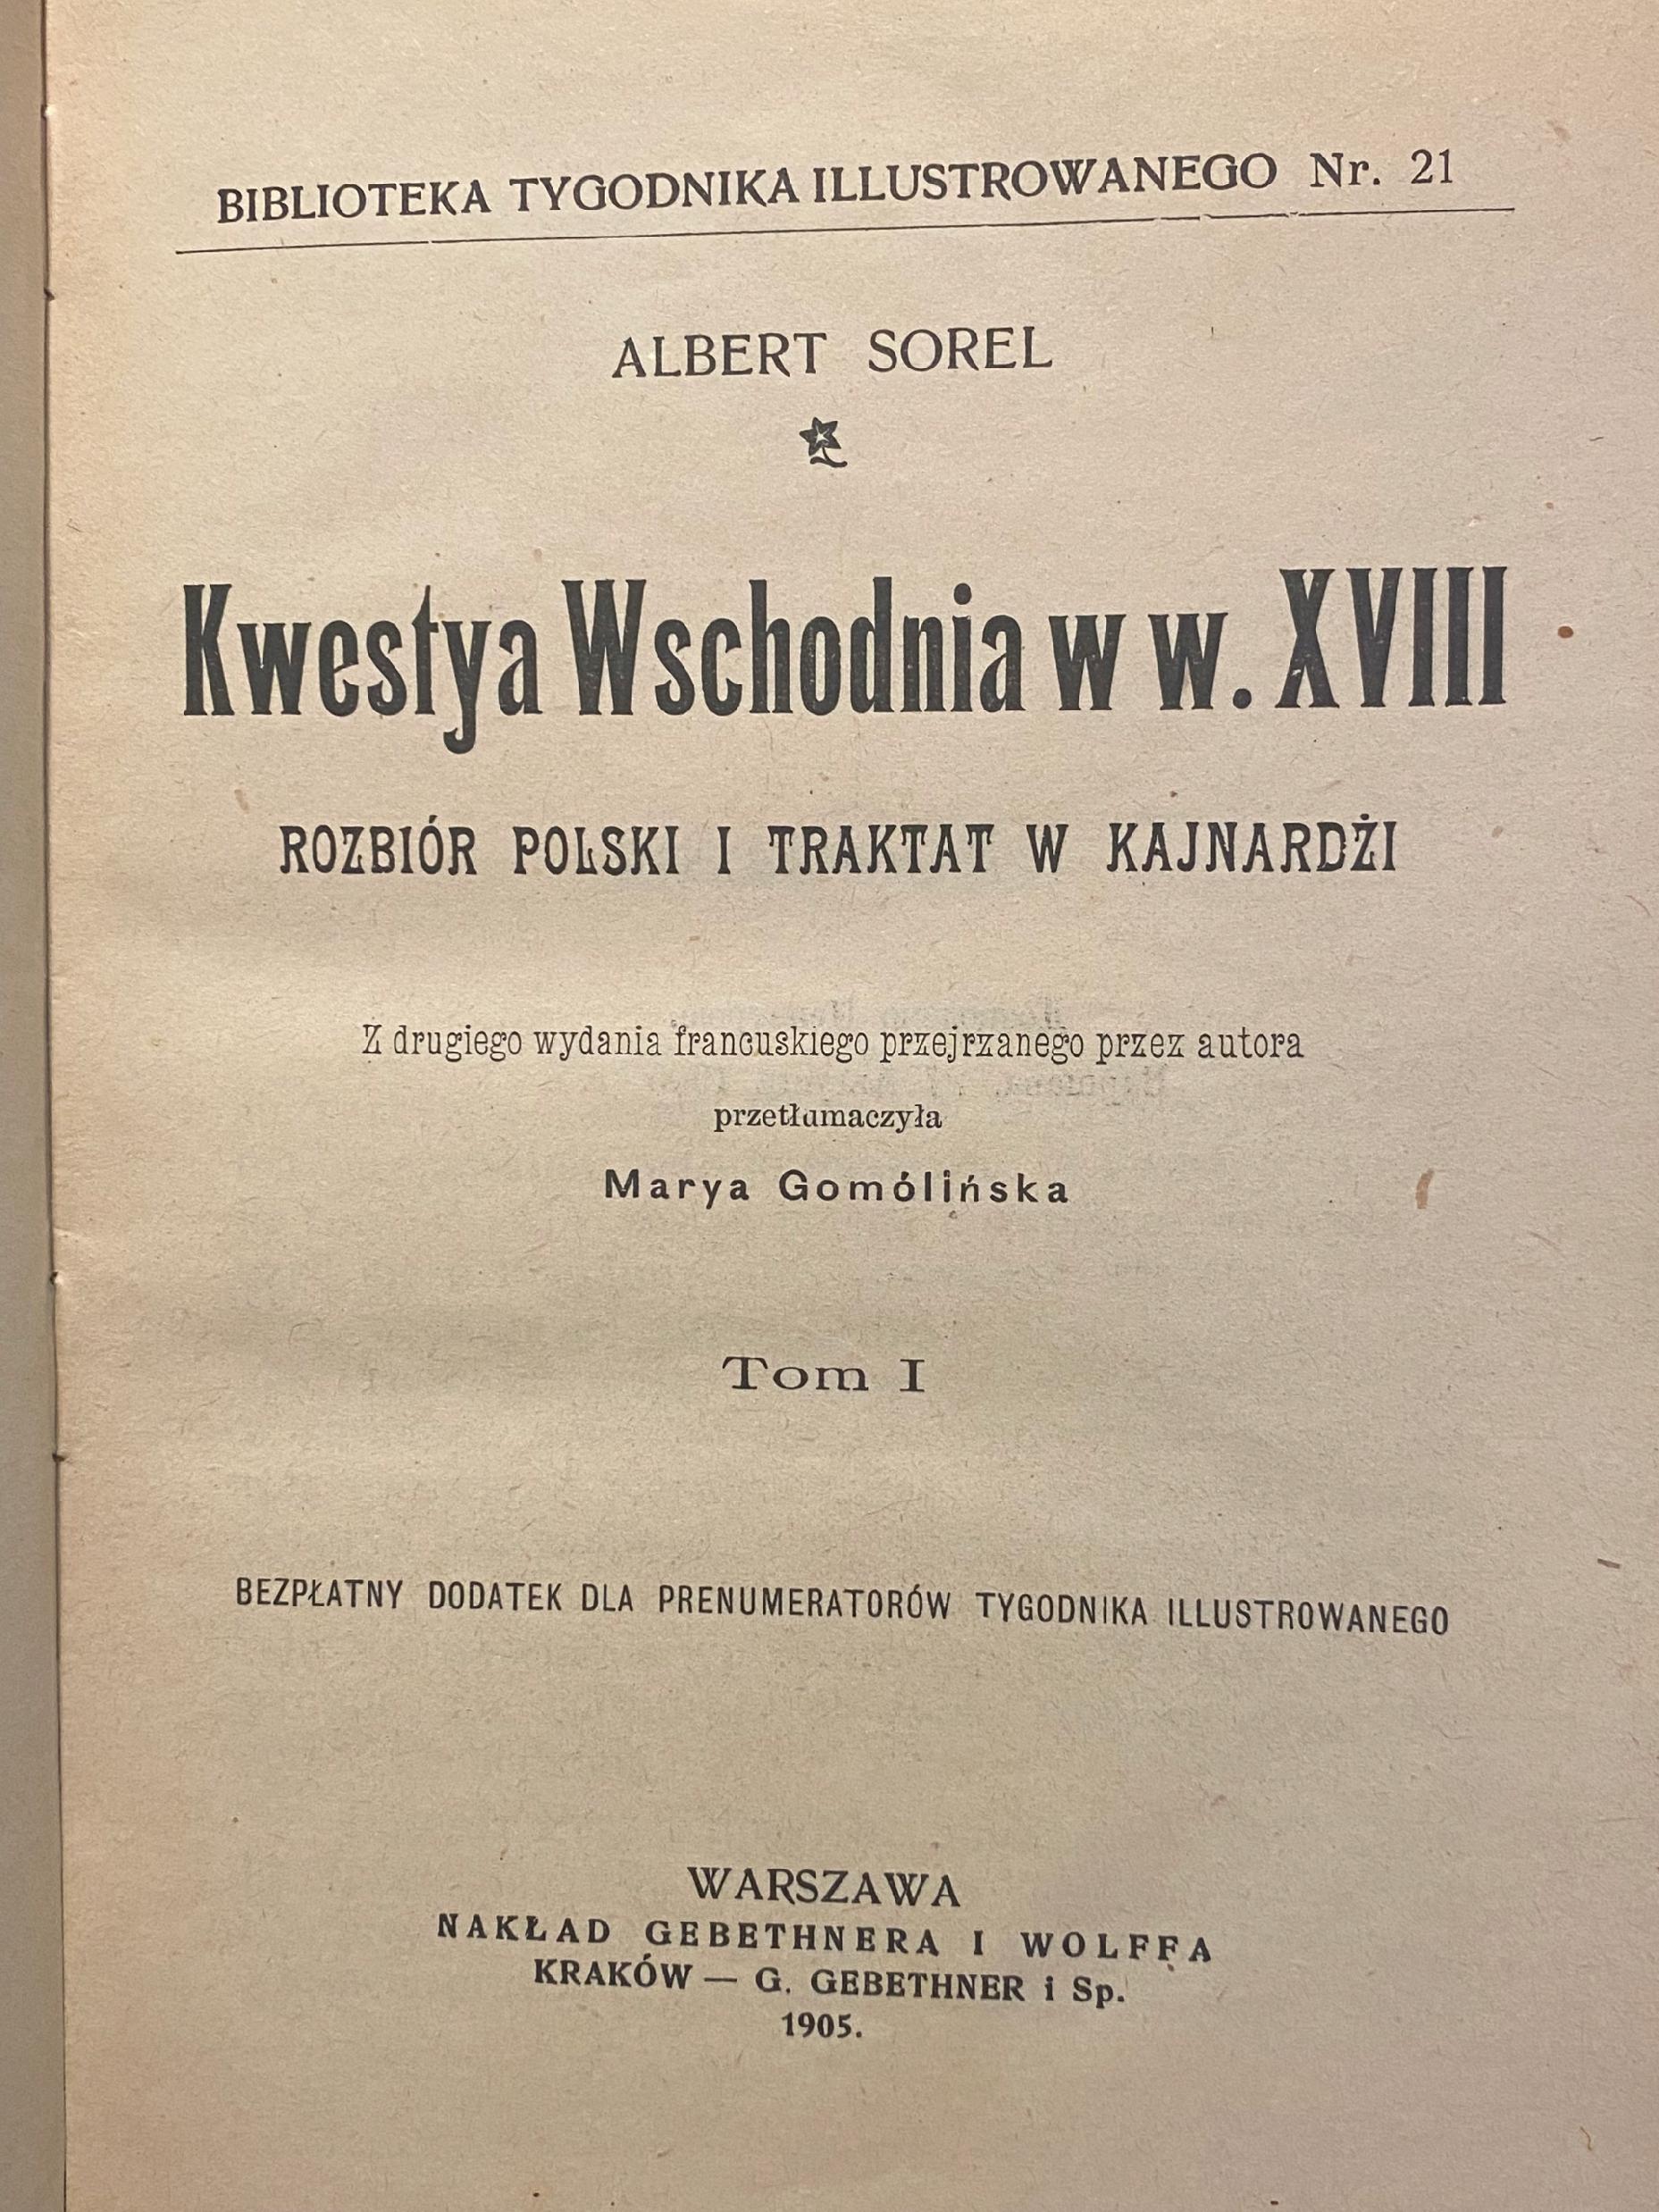 BIBLIOTEKA TYGODNIKA ILLUSTROWANEGO Nr. 21
ALBERT SOREL
Kwestya Wschodnia w w. XVIII
ROZBIÓR POLSKI I TRAKTAT W KAJNARDŻI
Z drugiego wydania francuskiego przejrzanego przez autora
przetłumaczyła
Marya Gomólińska
Tom I
BEZPŁATNY DODATEK DLA PRENUMERATORÓW TYGODNIKA ILLUSTROWANEGO
WARSZAWA
NAKŁAD GEBETHNERA I WOLFFA
KRAKÓW — G. GEBETHNER i Sp.
1905.